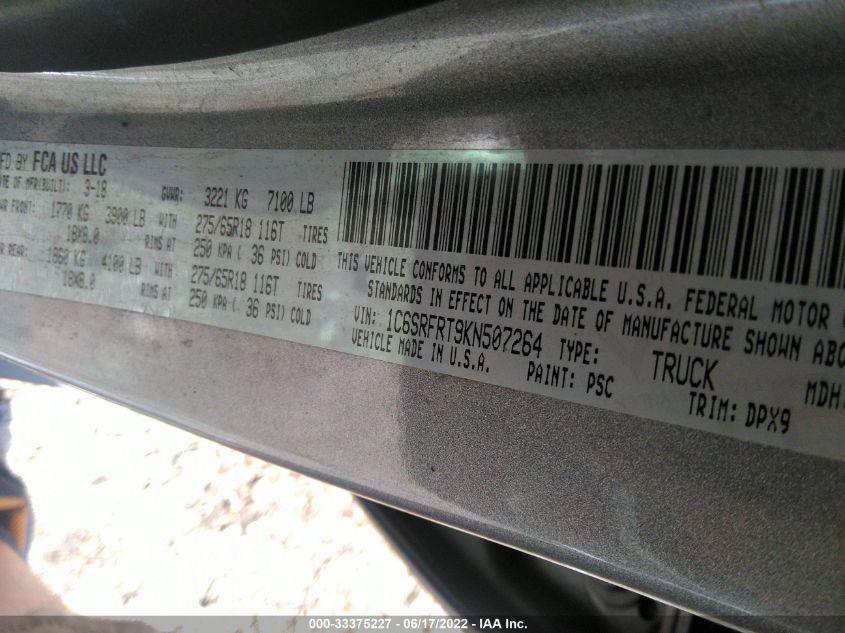 MFD BY FCA US LLC
DATE OF MFR(BUILT): 3-18 GVWR: 3221 KG 7100 LB
FRONT: 1770 KG 3900 LB WITH 275/65R18 116T TIRES
18X8.0 RIMS AT 250 KPA ( 36 PSI) COLD
REAR: 1860 KG 4100 LB WITH 275/65R18 116T TIRES
18X8.0 RIMS AT 250 KPA ( 36 PSI) COLD
THIS VEHICLE CONFORMS TO ALL APPLICABLE U.S.A. FEDERAL MOTOR
STANDARDS IN EFFECT ON THE DATE OF MANUFACTURE SHOWN ABO
VIN: 1C6SRFRT9KN507264 TYPE: TRUCK MDH:
VEHICLE MADE IN U.S.A. PAINT: PSC TRIM: DPX9
000-33375227 - 06/17/2022 - IAA Inc.